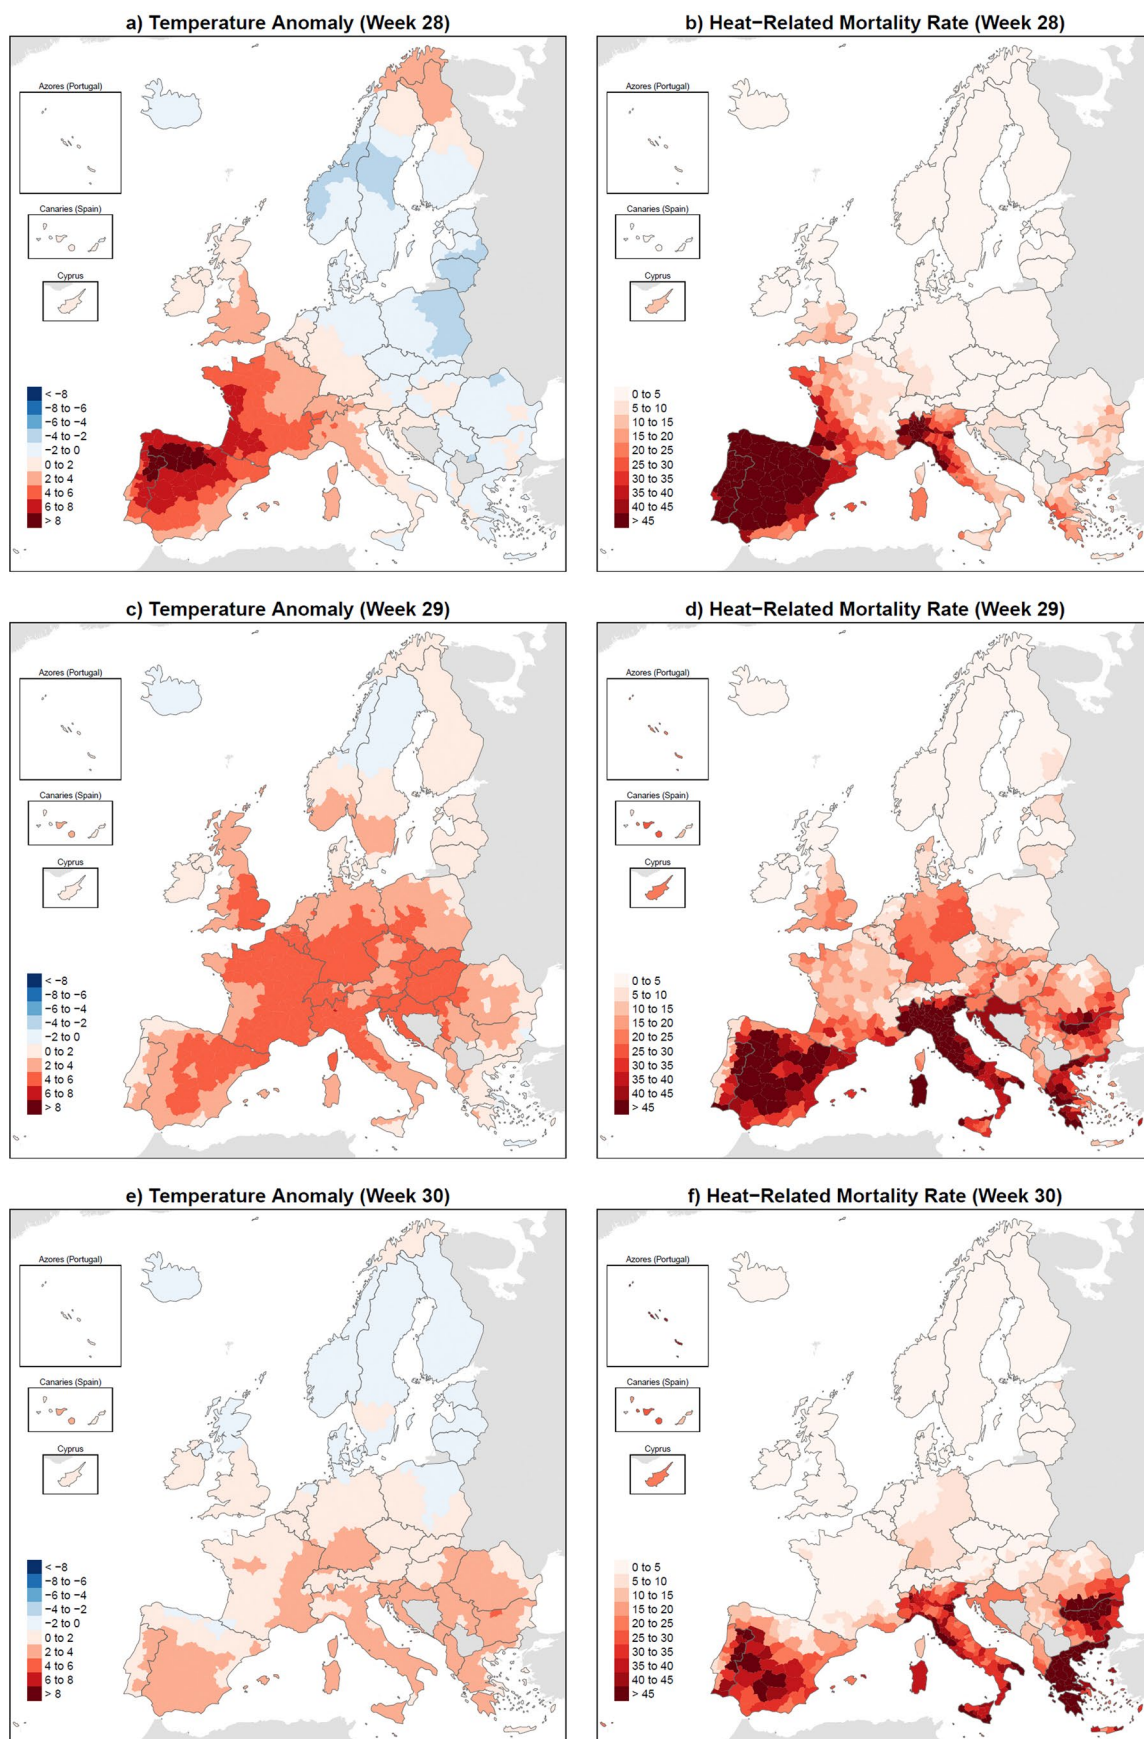 a) Temperature Anomaly (Week 28)
Azores (Portugal)
Canaries (Spain)
Cyprus
< −8
−8 to −6
−6 to −4
−4 to −2
−2 to 0
0 to 2
2 to 4
4 to 6
6 to 8
> 8
b) Heat−Related Mortality Rate (Week 28)
Azores (Portugal)
Canaries (Spain)
Cyprus
0 to 5
5 to 10
10 to 15
15 to 20
20 to 25
25 to 30
30 to 35
35 to 40
40 to 45
> 45
c) Temperature Anomaly (Week 29)
Azores (Portugal)
Canaries (Spain)
Cyprus
< −8
−8 to −6
−6 to −4
−4 to −2
−2 to 0
0 to 2
2 to 4
4 to 6
6 to 8
> 8
d) Heat−Related Mortality Rate (Week 29)
Azores (Portugal)
Canaries (Spain)
Cyprus
0 to 5
5 to 10
10 to 15
15 to 20
20 to 25
25 to 30
30 to 35
35 to 40
40 to 45
> 45
e) Temperature Anomaly (Week 30)
Azores (Portugal)
Canaries (Spain)
Cyprus
< −8
−8 to −6
−6 to −4
−4 to −2
−2 to 0
0 to 2
2 to 4
4 to 6
6 to 8
> 8
f) Heat−Related Mortality Rate (Week 30)
Azores (Portugal)
Canaries (Spain)
Cyprus
0 to 5
5 to 10
10 to 15
15 to 20
20 to 25
25 to 30
30 to 35
35 to 40
40 to 45
> 45